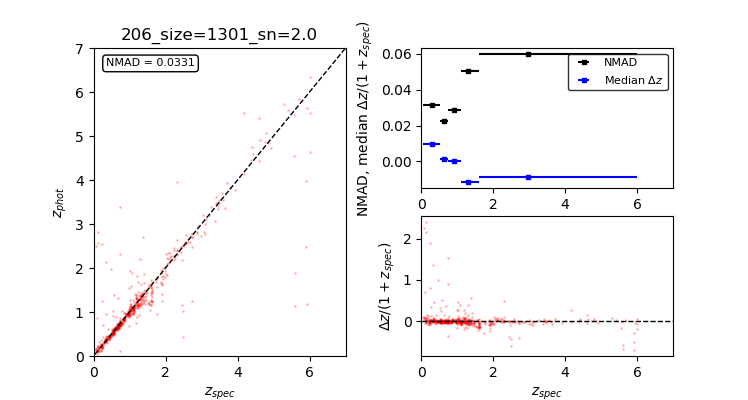 206_size=1301_sn=2.0
NMAD = 0.0331
7
6
5
4
3
2
1
0
z_phot
0 2 4 6
z_spec
NMAD, median Δz/(1 + z_spec)
0.06
0.04
0.02
0.00
NMAD
Median Δz
0 2 4 6
Δz/(1 + z_spec)
2
1
0
0 2 4 6
z_spec